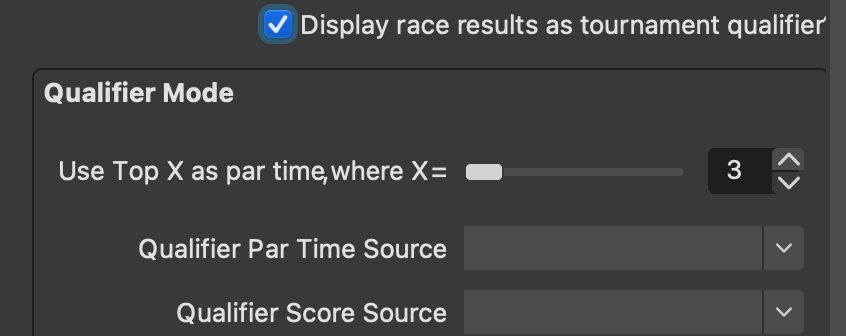 Display race results as tournament qualifier?
Qualifier Mode
Use Top X as par time, where X= 3
Qualifier Par Time Source
Qualifier Score Source